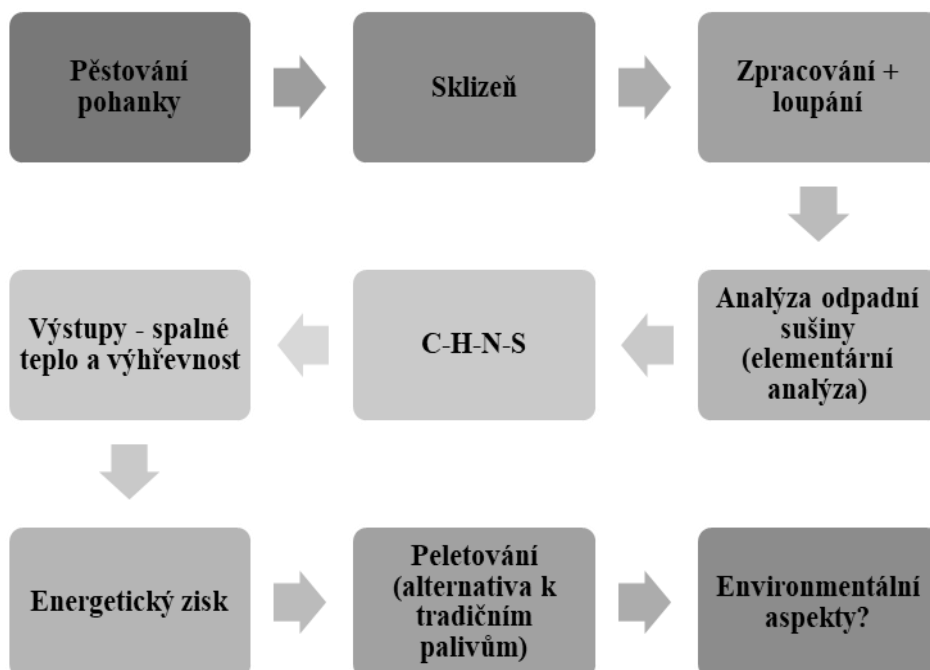 Pěstování
pohanky
Sklizeň
Zpracování +
loupání
Analýza odpadní
sušiny
(elementární
analýza)
C-H-N-S
Výstupy - spalné
teplo a výhřevnost
Energetický zisk
Peletování
(alternativa k
tradičním
palivům)
Environmentální
aspekty?